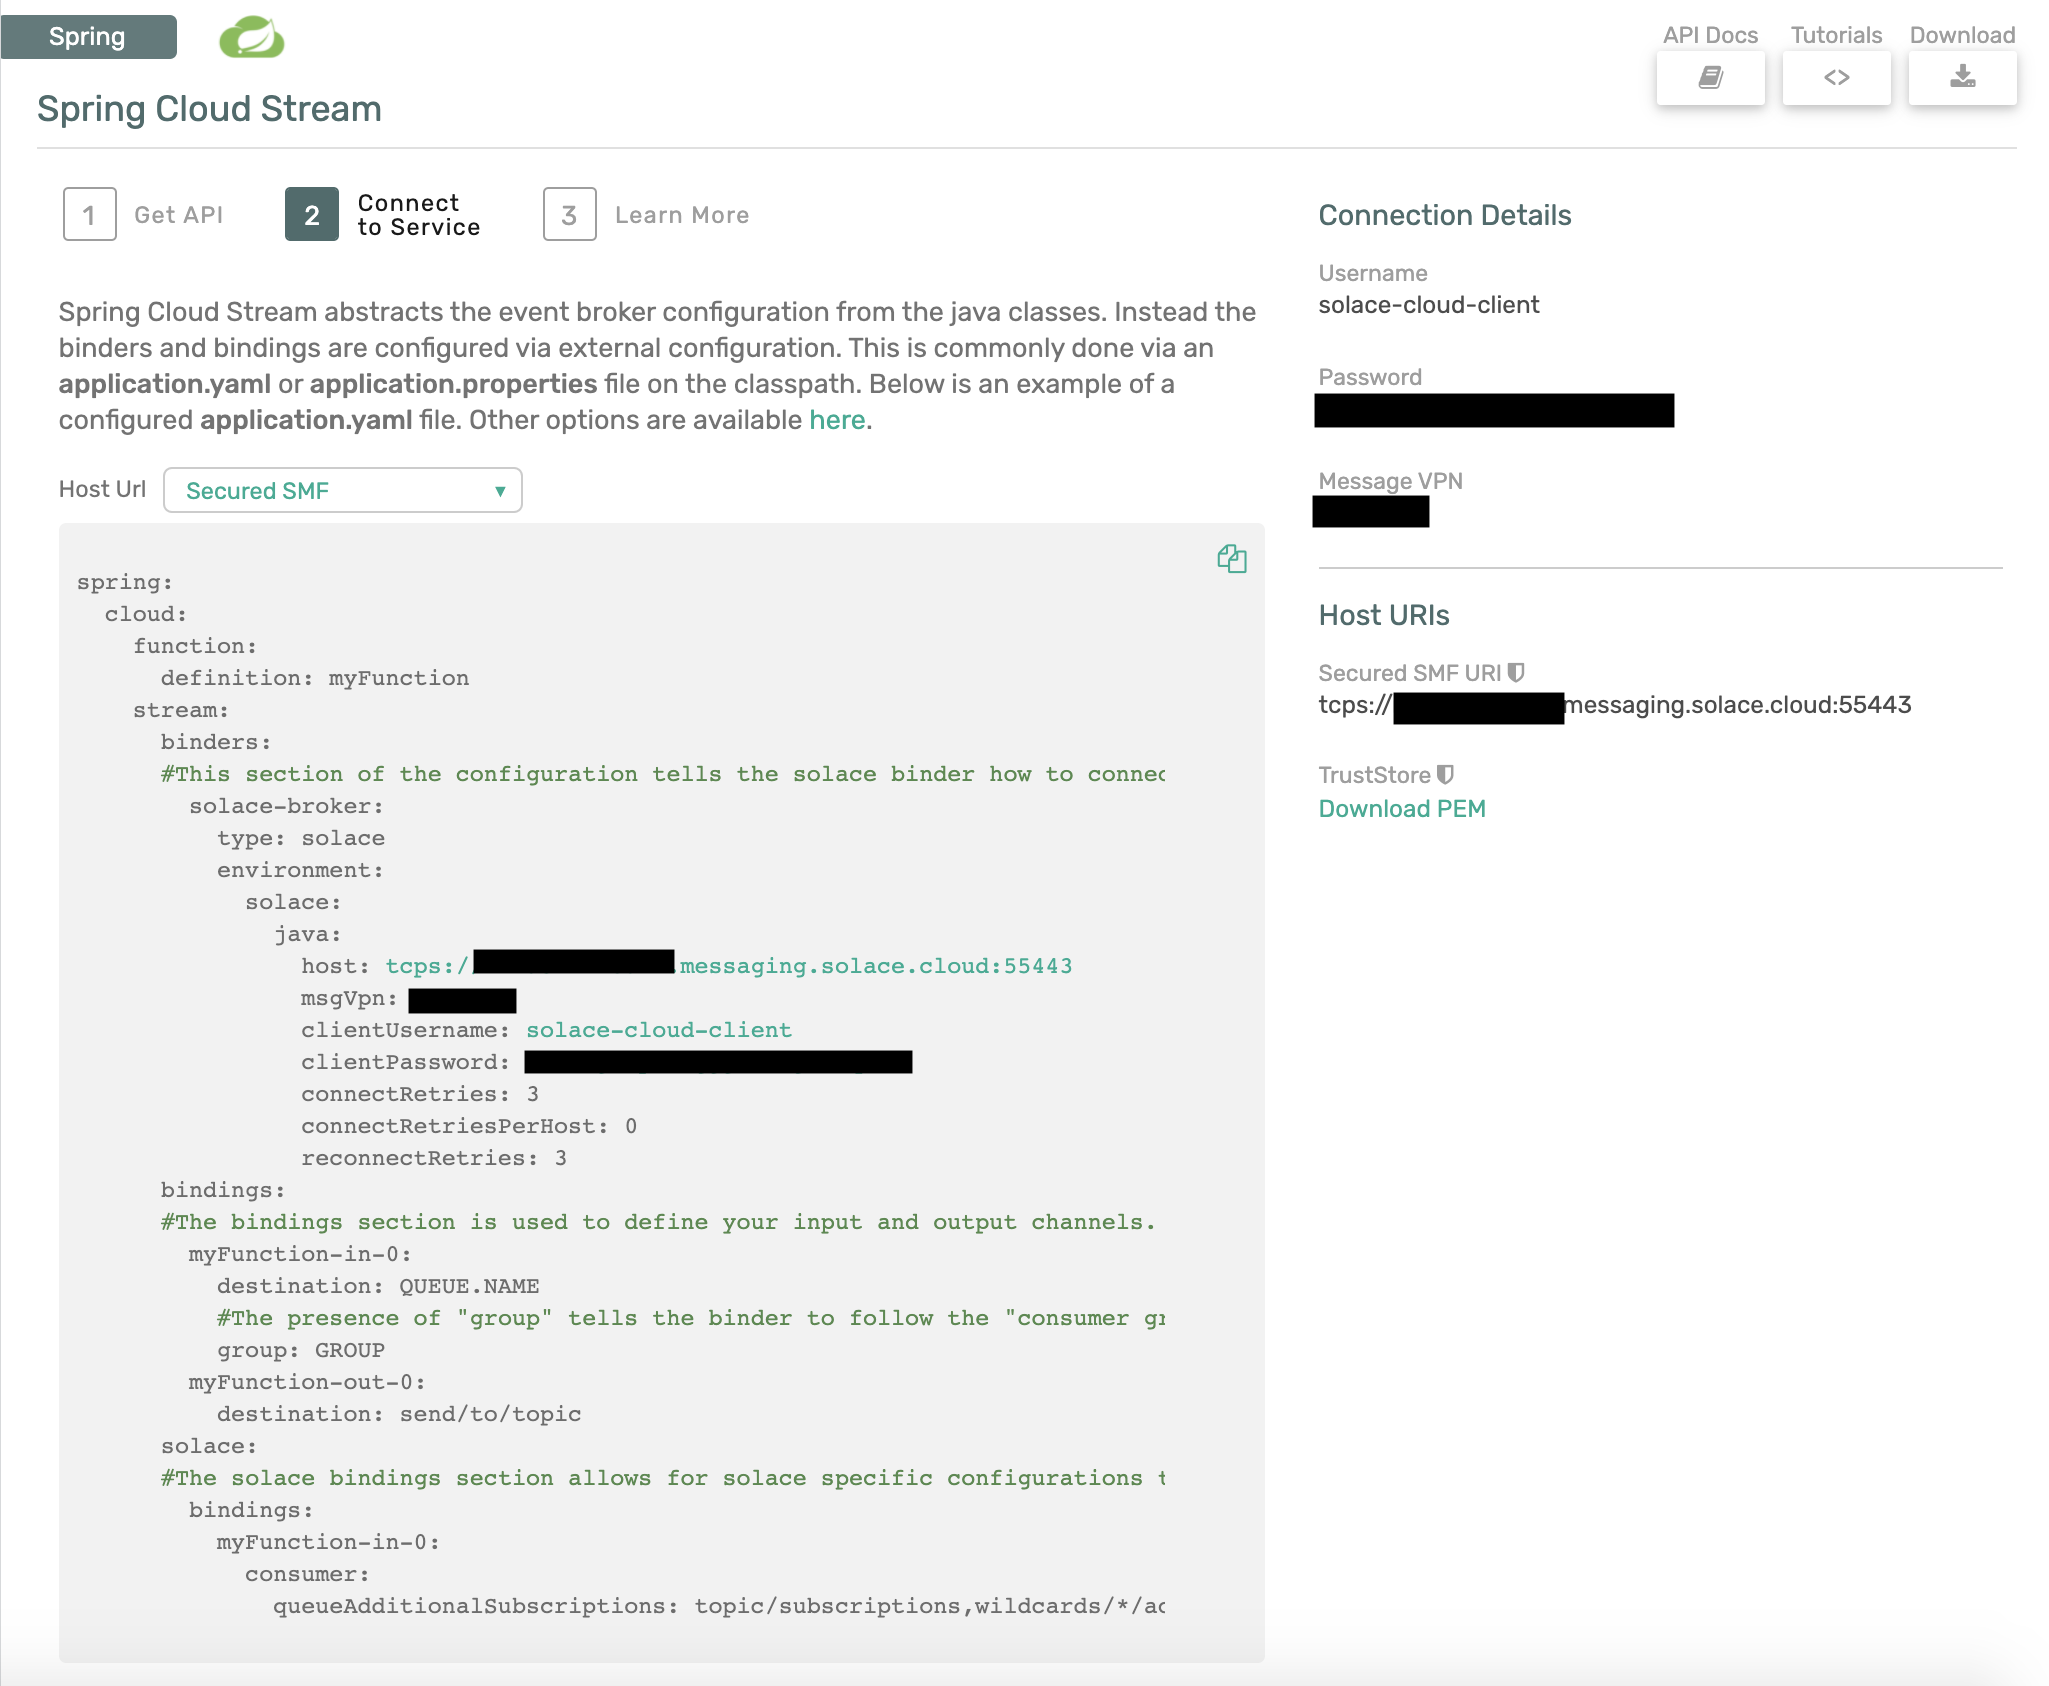 Spring
API Docs
Tutorials
Download
Spring Cloud Stream
1 Get API
2 Connect
to Service
3 Learn More
Spring Cloud Stream abstracts the event broker configuration from the java classes. Instead the
binders and bindings are configured via external configuration. This is commonly done via an
application.yaml or application.properties file on the classpath. Below is an example of a
configured application.yaml file. Other options are available here.
Host Url Secured SMF
spring:
  cloud:
    function:
      definition: myFunction
    stream:
      binders:
      #This section of the configuration tells the solace binder how to connec
        solace-broker:
          type: solace
          environment:
            solace:
              java:
                host: tcps:/ messaging.solace.cloud:55443
                msgVpn:
                clientUsername: solace-cloud-client
                clientPassword:
                connectRetries: 3
                connectRetriesPerHost: 0
                reconnectRetries: 3
      bindings:
      #The bindings section is used to define your input and output channels.
        myFunction-in-0:
          destination: QUEUE.NAME
          #The presence of "group" tells the binder to follow the "consumer gr
          group: GROUP
        myFunction-out-0:
          destination: send/to/topic
      solace:
      #The solace bindings section allows for solace specific configurations t
        bindings:
          myFunction-in-0:
            consumer:
              queueAdditionalSubscriptions: topic/subscriptions,wildcards/*/ac
Connection Details
Username
solace-cloud-client
Password
Message VPN
Host URIs
Secured SMF URI
tcps:// messaging.solace.cloud:55443
TrustStore
Download PEM